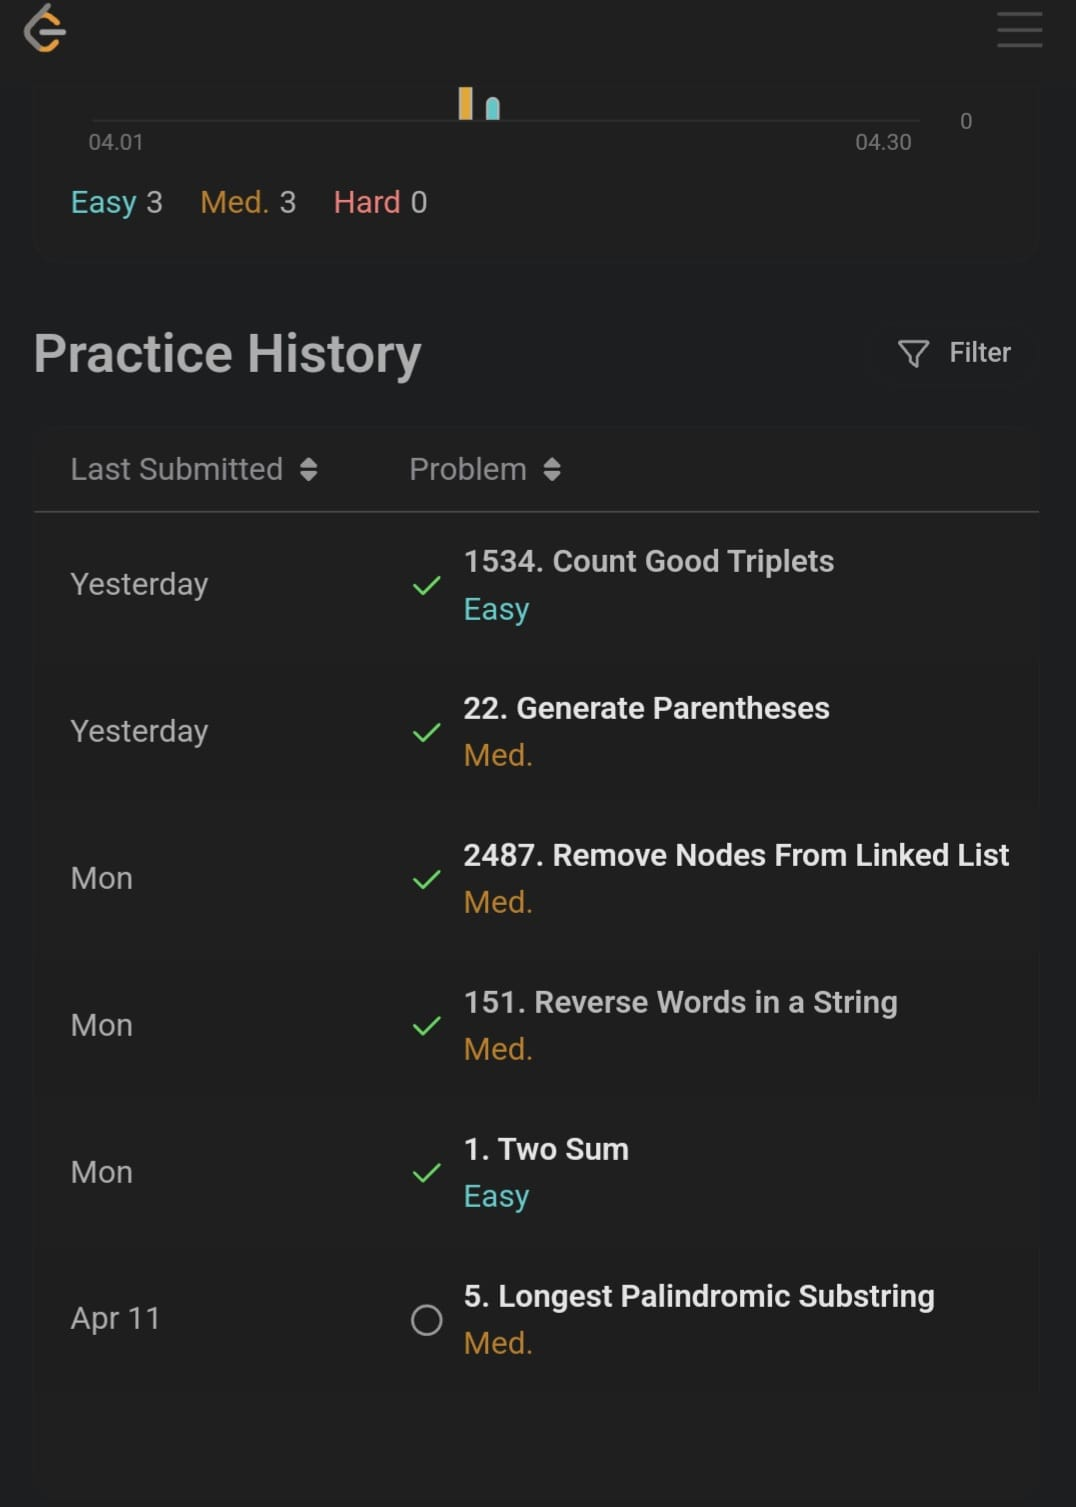 0
04.01 04.30
Easy 3 Med. 3 Hard 0
Practice History Filter
Last Submitted Problem
Yesterday 1534. Count Good Triplets
Easy
Yesterday 22. Generate Parentheses
Med.
Mon 2487. Remove Nodes From Linked List
Med.
Mon 151. Reverse Words in a String
Med.
Mon 1. Two Sum
Easy
Apr 11 5. Longest Palindromic Substring
Med.